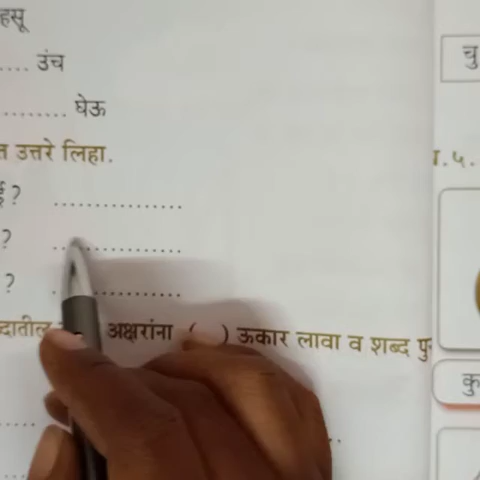 हसू
.... उंच
........ घेऊ
त उत्तरे लिहा.
ई? ................
? ................
? ................
दातील अक्षरांना ( ) ऊकार लावा व शब्द पु
चु
.५.
कु